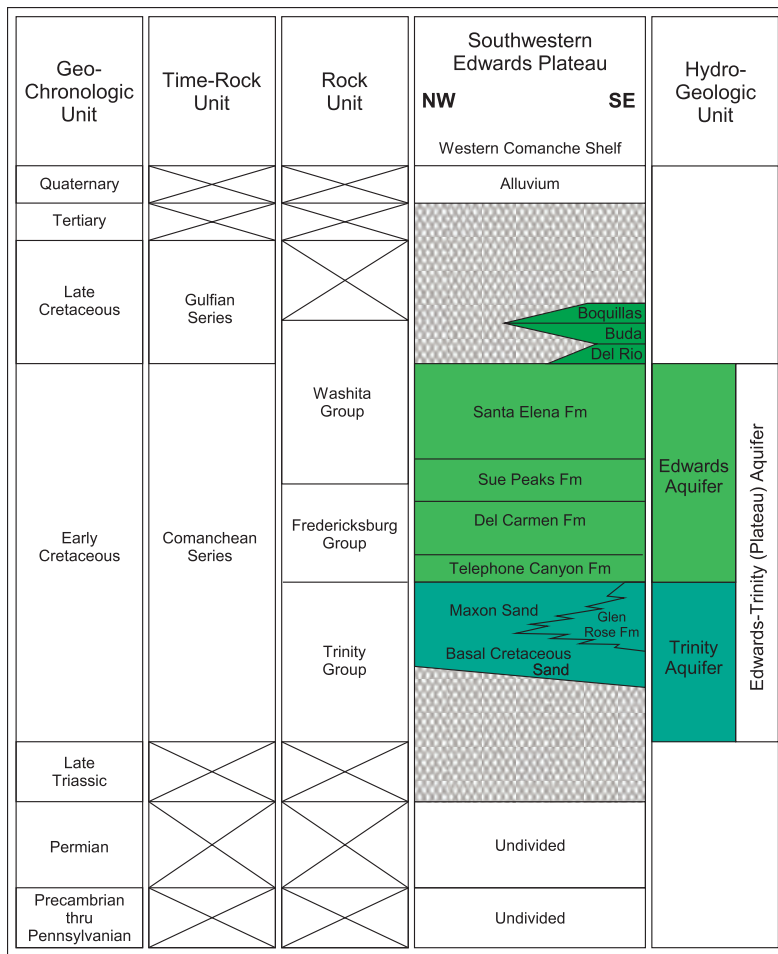 Geo-
Chronologic
Unit
Time-Rock
Unit
Rock
Unit
Southwestern
Edwards Plateau
NW SE
Western Comanche Shelf
Hydro-
Geologic
Unit
Quaternary
Alluvium
Tertiary
Late
Cretaceous
Gulfian
Series
Boquillas
Buda
Del Rio
Washita
Group
Santa Elena Fm
Sue Peaks Fm
Edwards
Aquifer
Early
Cretaceous
Comanchean
Series
Fredericksburg
Group
Del Carmen Fm
Telephone Canyon Fm
Edwards-Trinity (Plateau) Aquifer
Trinity
Group
Maxon Sand
Glen
Rose Fm
Basal Cretaceous
Sand
Trinity
Aquifer
Late
Triassic
Permian
Undivided
Precambrian
thru
Pennsylvanian
Undivided